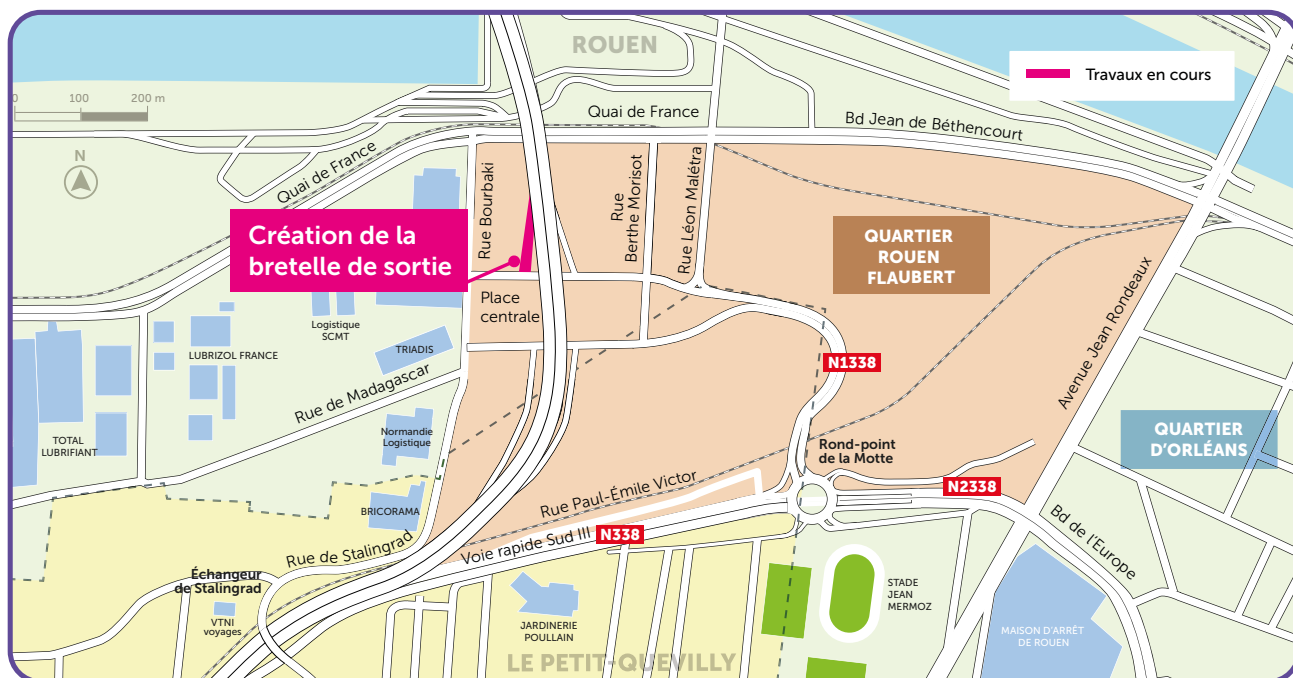 ROUEN
Travaux en cours
0 100 200 m
Quai de France
Bd Jean de Béthencourt
N
Quai de France
Rue Bourbaki
Rue
Berthe Morisot
Rue Léon Malétra
Création de la
bretelle de sortie
QUARTIER
ROUEN
FLAUBERT
Avenue Jean Rondeaux
Place
centrale
Logistique
SCMT
LUBRIZOL FRANCE
TRIADIS
N1338
Rue de Madagascar
Normandie
Logistique
TOTAL
LUBRIFIANT
QUARTIER
D'ORLÉANS
Rond-point
de la Motte
N2338
Rue Paul-Émile Victor
BRICORAMA
Voie rapide Sud III
N338
Bd de l'Europe
Rue de Stalingrad
Échangeur
de Stalingrad
VTNI
voyages
JARDINERIE
POULLAIN
STADE
JEAN
MERMOZ
MAISON D'ARRÊT
DE ROUEN
LE PETIT-QUEVILLY